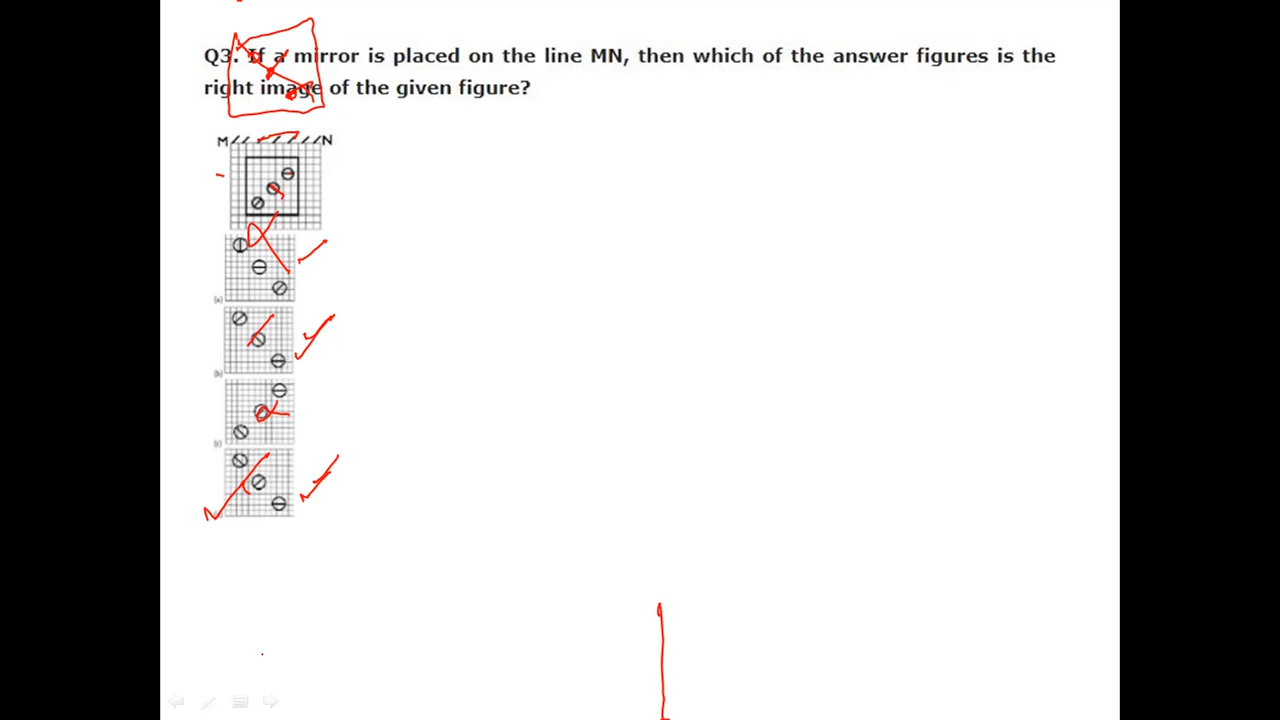 Q3. If a mirror is placed on the line MN, then which of the answer figures is the
right image of the given figure?
M N
(a)
(b)
(c)